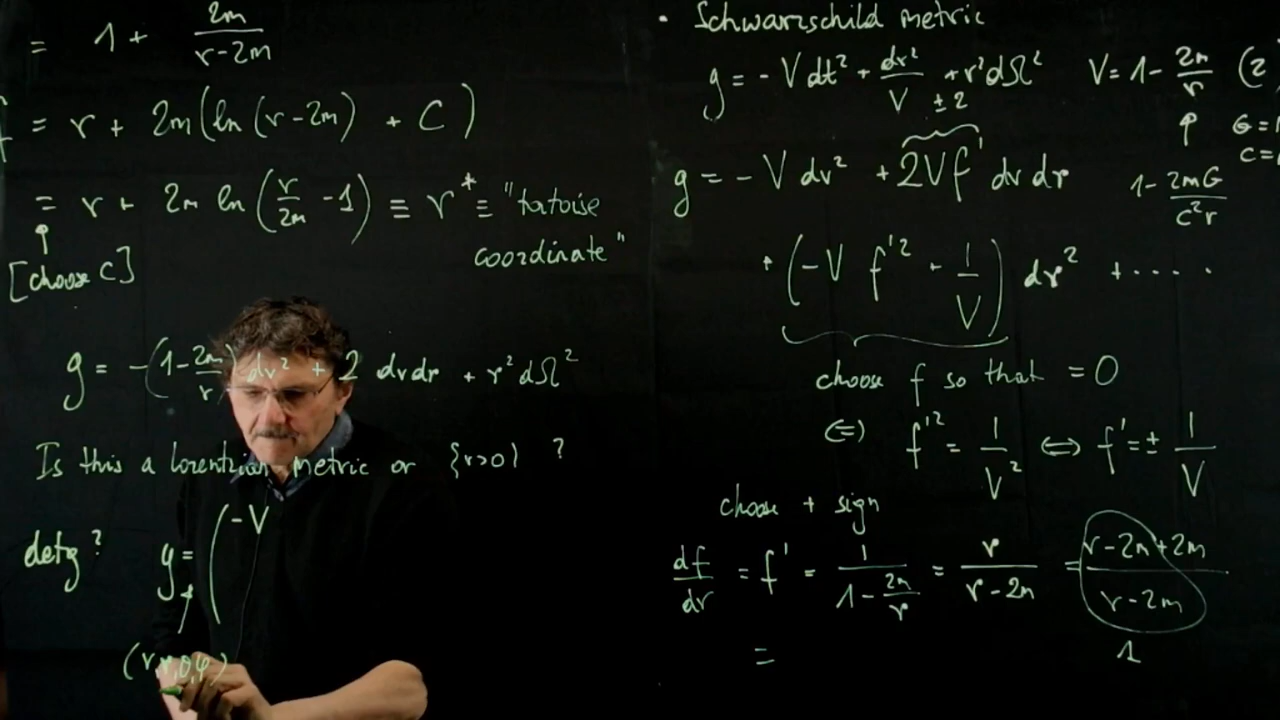 = 1 + 2m / (r-2m)
f = r + 2m (ln (r-2m) + C)
= r + 2m ln (r/2m - 1) ≡ r* ≡ "tortoise
coordinate"
↑
[choose C]
g = -(1-2m/r) dv² + 2 dv dr + r² dΩ²
Is this a Lorentzian metric on {r>0} ?
det g ?
g = ( -V
(v, r, θ, φ)
• Schwarzschild metric
g = - V dt² + dr²/V + r² dΩ² V = 1 - 2m/r (2
± 2
↑
G=1
C=
g = - V dv² + 2Vf' dv dr
1 - 2mG / c²r
+ (-V f'² + 1/V) dr² + .....
choose f so that = 0
⇔ f'² = 1/V² ⇔ f' = ± 1/V
choose + sign
df/dr = f' = 1 / (1 - 2m/r) = r / (r-2m) = (r-2m+2m) / (r-2m)
= 1